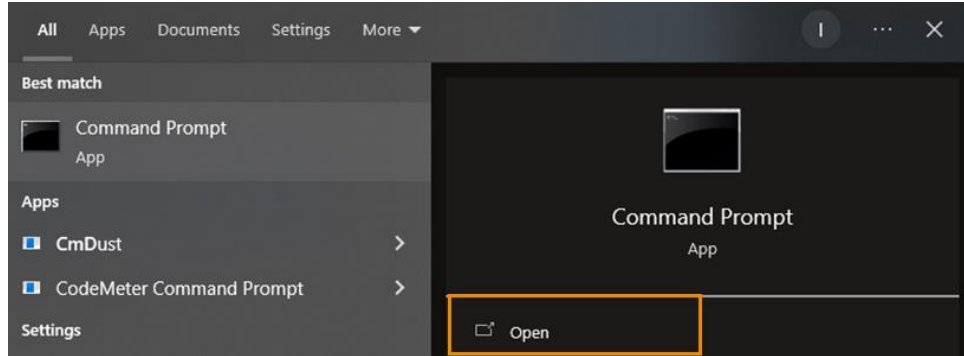 All Apps Documents Settings More I ...
Best match
Command Prompt
App
Apps
CmDust
CodeMeter Command Prompt
Settings
Command Prompt
App
Open